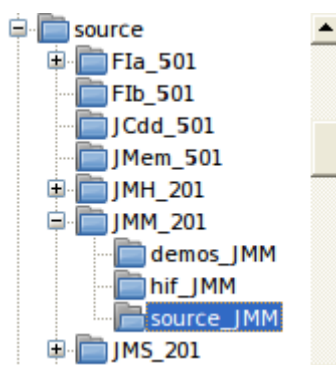 source
FIa_501
FIb_501
JCdd_501
JMem_501
JMH_201
JMM_201
demos_JMM
hif_JMM
source_JMM
JMS_201